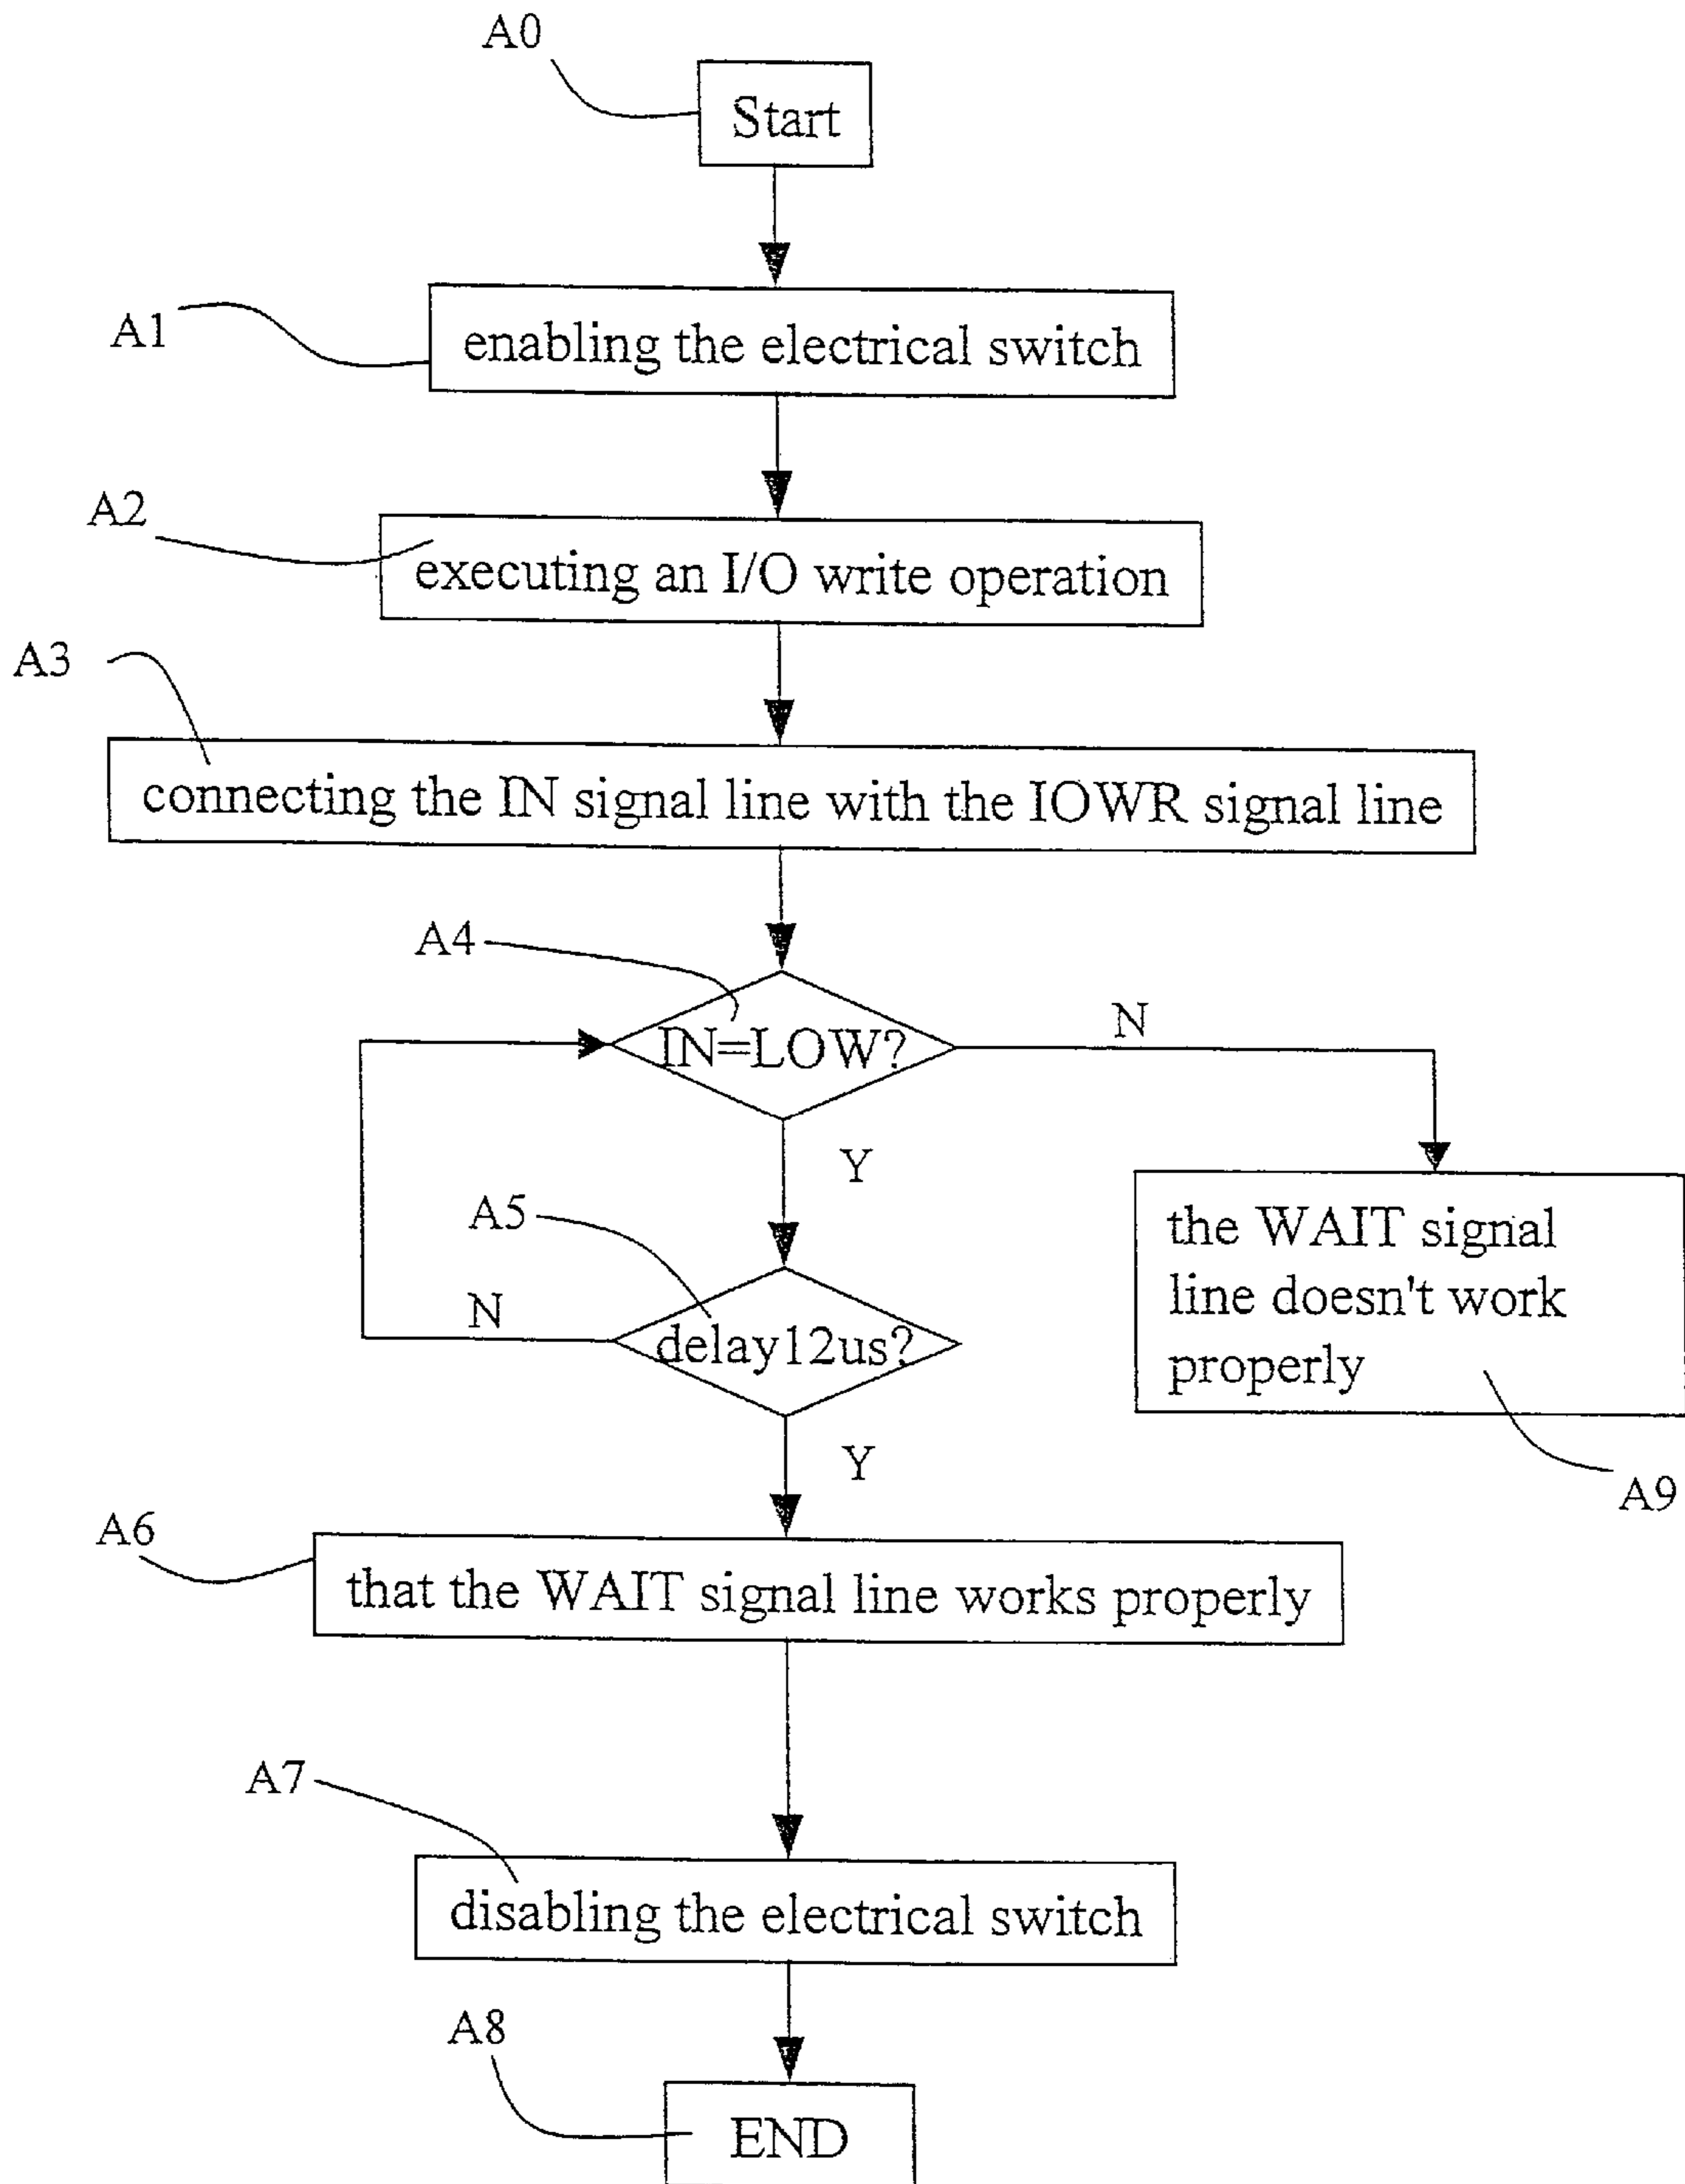 A0
Start
A1
enabling the electrical switch
A2
executing an I/O write operation
A3
connecting the IN signal line with the IOWR signal line
A4
IN=LOW?
N
Y
A5
delay12us?
N
the WAIT signal
line doesn't work
properly
A9
Y
A6
that the WAIT signal line works properly
A7
disabling the electrical switch
A8
END